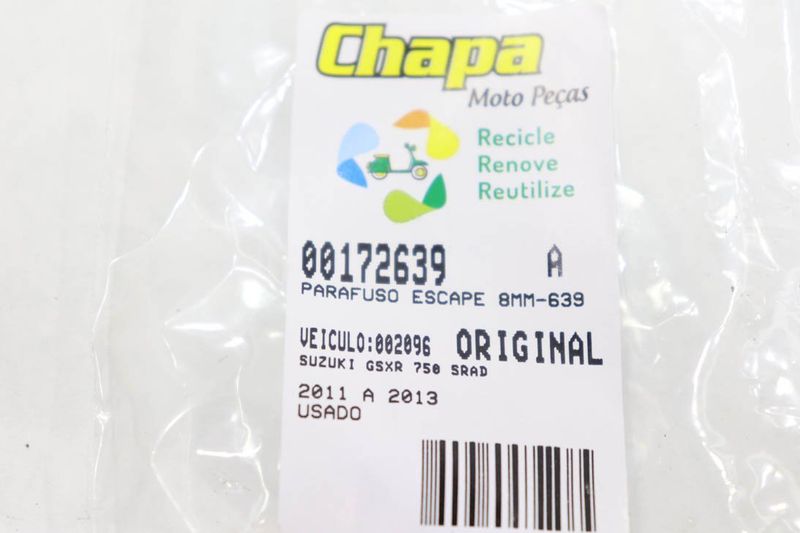 Chapa
Moto Peças
Recicle
Renove
Reutilize
00172639 A
PARAFUSO ESCAPE 8MM-639
VEICULO:002096 ORIGINAL
SUZUKI GSXR 750 SRAD
2011 A 2013
USADO